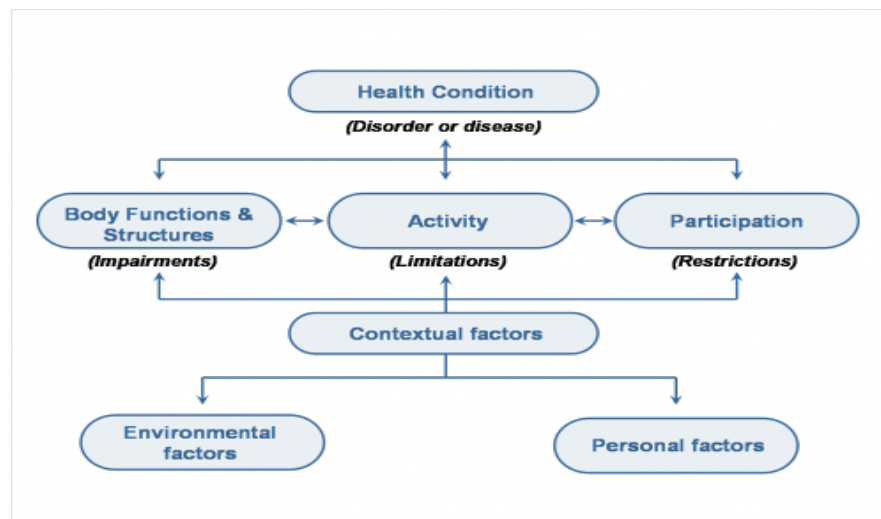 Health Condition
(Disorder or disease)
Body Functions &
Structures
Activity
Participation
(Impairments)
(Limitations)
(Restrictions)
Contextual factors
Environmental
factors
Personal factors